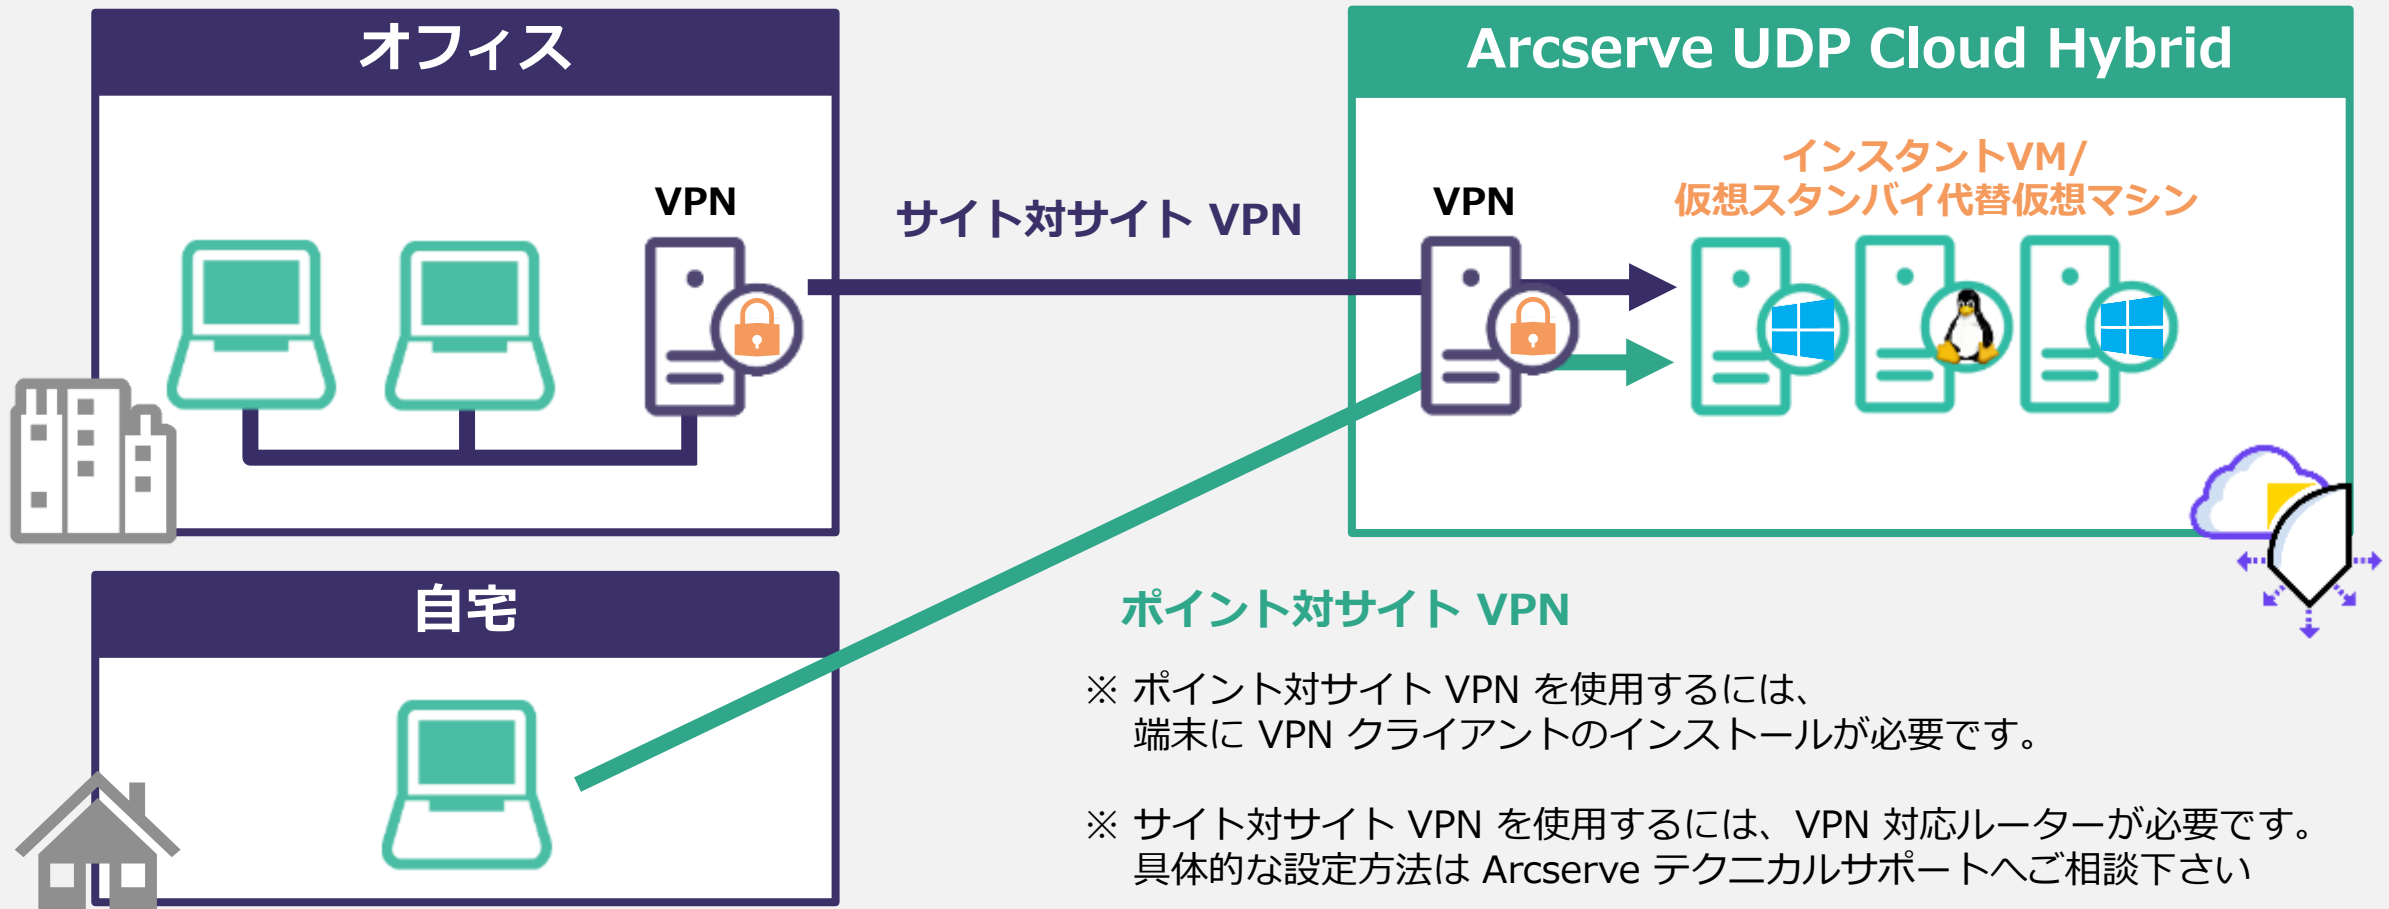 オフィス
VPN
サイト対サイト VPN
Arcserve UDP Cloud Hybrid
VPN
インスタントVM/
仮想スタンバイ代替仮想マシン
自宅
ポイント対サイト VPN
※ ポイント対サイト VPN を使用するには、
端末に VPN クライアントのインストールが必要です。
※ サイト対サイト VPN を使用するには、VPN 対応ルーターが必要です。
具体的な設定方法は Arcserve テクニカルサポートへご相談下さい